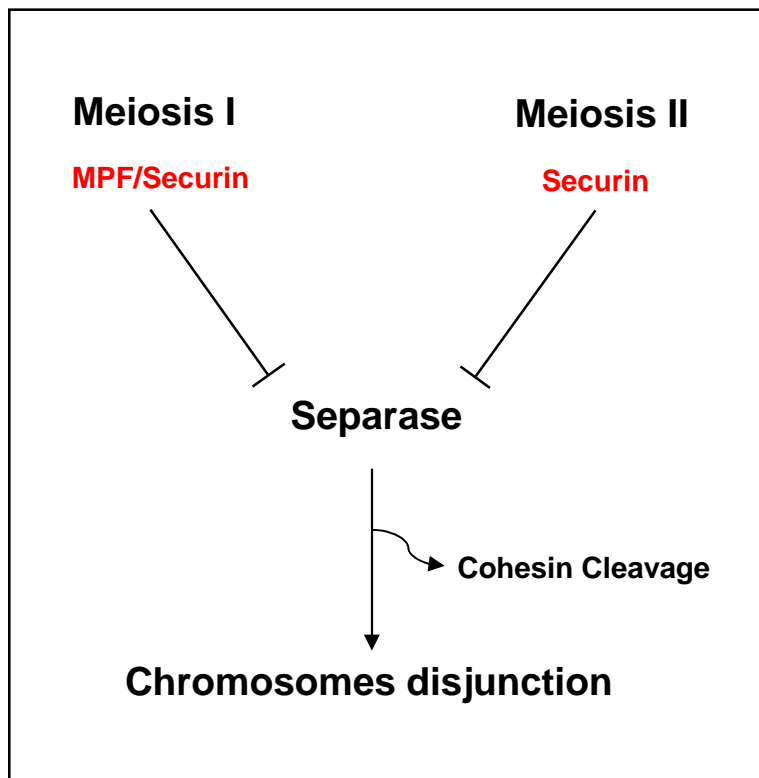 Meiosis I
Meiosis II
MPF/Securin
Securin
Separase
Cohesin Cleavage
Chromosomes disjunction